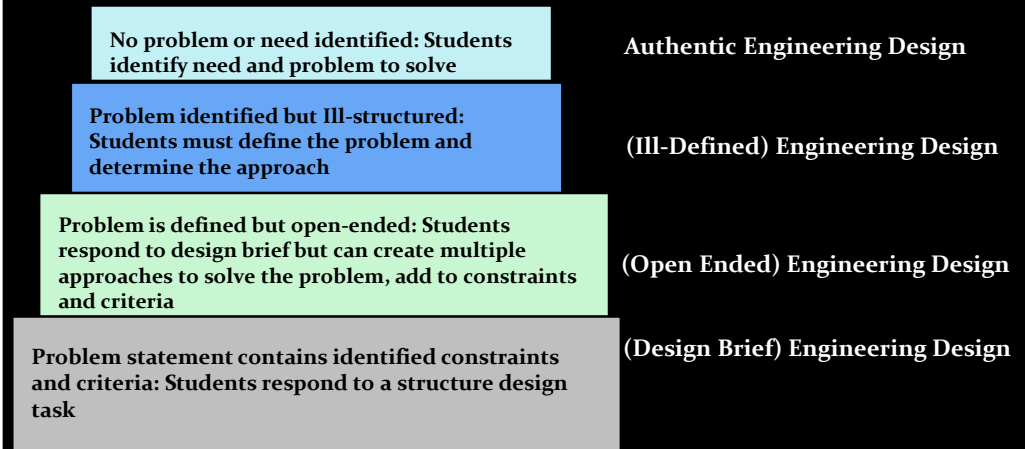 No problem or need identified: Students
identify need and problem to solve
Authentic Engineering Design
Problem identified but Ill-structured:
Students must define the problem and
determine the approach
(Ill-Defined) Engineering Design
Problem is defined but open-ended: Students
respond to design brief but can create multiple
approaches to solve the problem, add to constraints
and criteria
(Open Ended) Engineering Design
Problem statement contains identified constraints
and criteria: Students respond to a structure design
task
(Design Brief) Engineering Design